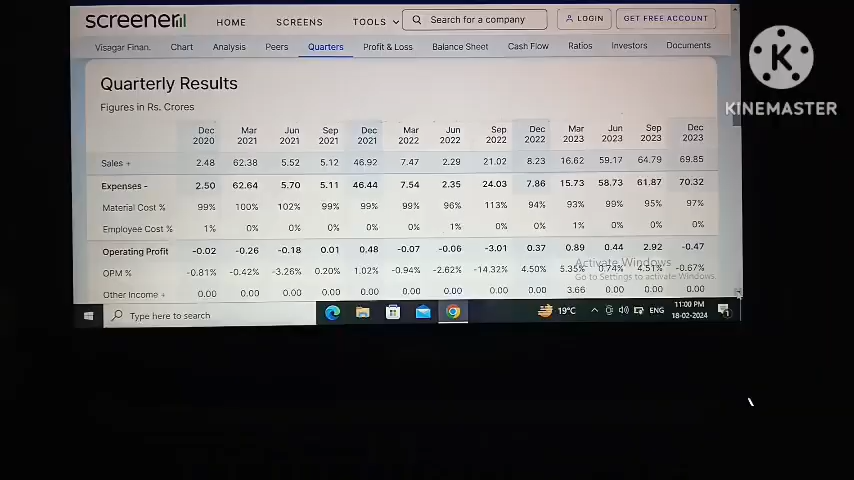 screener
HOME SCREENS TOOLS Search for a company LOGIN GET FREE ACCOUNT
Visagar Finan. Chart Analysis Peers Quarters Profit & Loss Balance Sheet Cash Flow Ratios Investors Documents
Quarterly Results
Figures in Rs. Crores
Dec 2020 Mar 2021 Jun 2021 Sep 2021 Dec 2021 Mar 2022 Jun 2022 Sep 2022 Dec 2022 Mar 2023 Jun 2023 Sep 2023 Dec 2023
Sales + 2.48 62.38 5.52 5.12 46.92 7.47 2.29 21.02 8.23 16.62 59.17 64.79 69.85
Expenses - 2.50 62.64 5.70 5.11 46.44 7.54 2.35 24.03 7.86 15.73 58.73 61.87 70.32
Material Cost % 99% 100% 102% 99% 99% 99% 96% 113% 94% 93% 99% 95% 97%
Employee Cost % 1% 0% 0% 0% 0% 0% 1% 0% 0% 1% 0% 0% 0%
Operating Profit -0.02 -0.26 -0.18 0.01 0.48 -0.07 -0.06 -3.01 0.37 0.89 0.44 2.92 -0.47
OPM % -0.81% -0.42% -3.26% 0.20% 1.02% -0.94% -2.62% -14.32% 4.50% 5.35% 0.74% 4.51% -0.67%
Other Income + 0.00 0.00 0.00 0.00 0.00 0.00 0.00 0.00 0.00 3.66 0.00 0.00 0.00
Activate Windows
Go to Settings to activate Windows.
Type here to search 19°C ENG 11:00 PM
18-02-2024 1
K
KINEMASTER